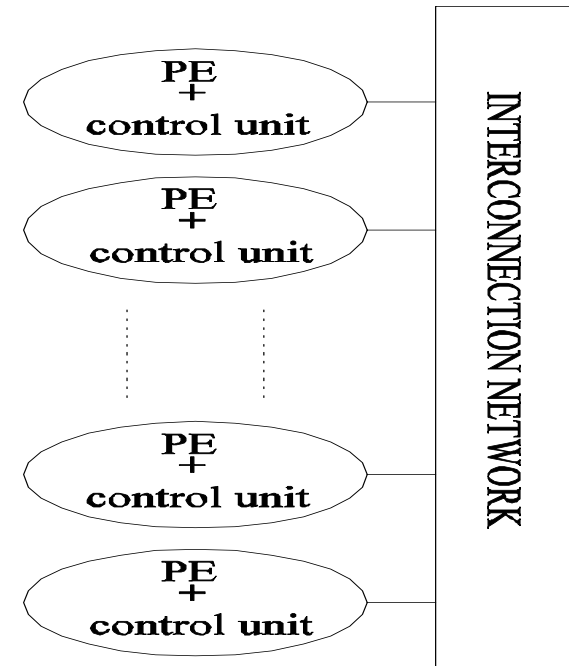 PE
+
control unit
PE
+
control unit
PE
+
control unit
PE
+
control unit
INTERCONNECTION NETWORK